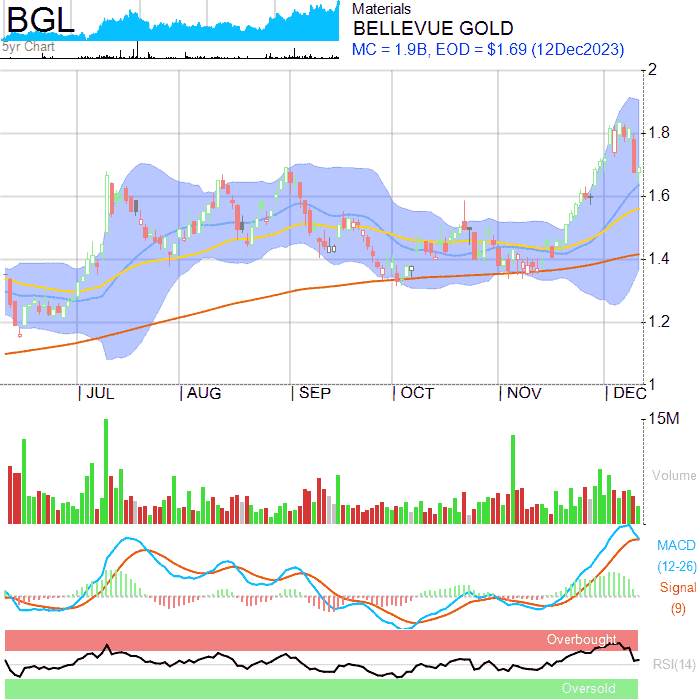 BGL
5yr Chart
Materials
BELLEVUE GOLD
MC = 1.9B, EOD = $1.69 (12Dec2023)
2
1.8
1.6
1.4
1.2
1
JUL
AUG
SEP
OCT
NOV
DEC
15M
Volume
MACD
(12-26)
Signal
(9)
Overbought
RSI(14)
Oversold